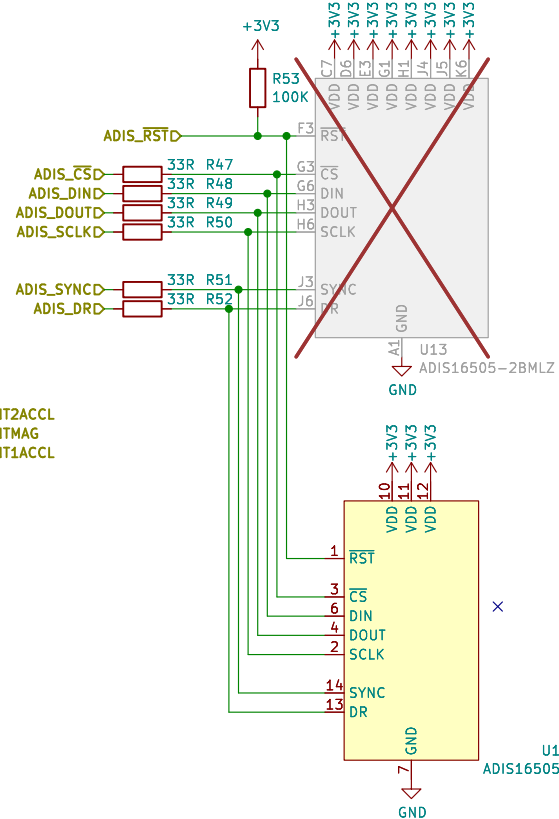 +3V3 +3V3 +3V3 +3V3 +3V3 +3V3 +3V3 +3V3
+3V3
C7 D6 E3 G1 H1 J4 J5 K6
VDD VDD VDD VDD VDD VDD VDD VDD
R53
100K
ADIS_RST F3 RST
ADIS_CS 33R R47 G3 CS
ADIS_DIN 33R R48 G6 DIN
ADIS_DOUT 33R R49 H3 DOUT
ADIS_SCLK 33R R50 H6 SCLK
ADIS_SYNC 33R R51 J3 SYNC
ADIS_DR 33R R52 J6 DR
GND
A1
U13
ADIS16505-2BMLZ
GND
NT2ACCL
NTMAG
NT1ACCL
+3V3 +3V3 +3V3
10 11 12
VDD VDD VDD
1 RST
3 CS
6 DIN
4 DOUT
2 SCLK
14 SYNC
13 DR
GND
7
U1
ADIS16505
GND